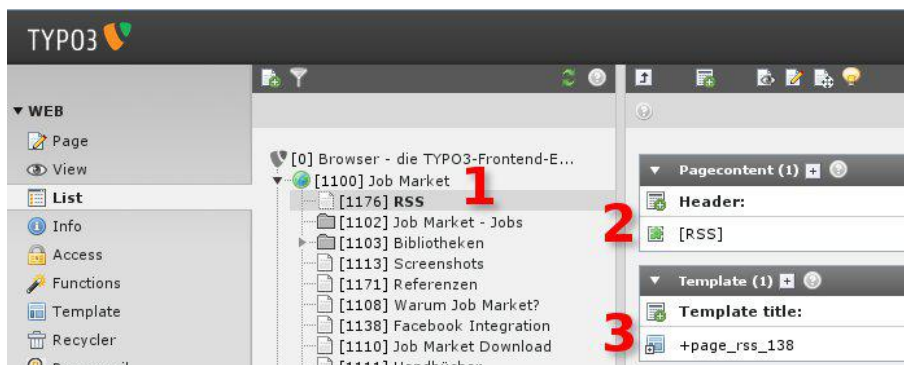 TYPO3
WEB
Page
View
List
Info
Access
Functions
Template
Recycler
[0] Browser - die TYPO3-Frontend-E...
[1100] Job Market
1
[1176] RSS
[1102] Job Market - Jobs
[1103] Bibliotheken
[1113] Screenshots
[1171] Referenzen
[1108] Warum Job Market?
[1138] Facebook Integration
[1110] Job Market Download
Pagecontent (1)
Header:
2
[RSS]
Template (1)
Template title:
3
+page_rss_138